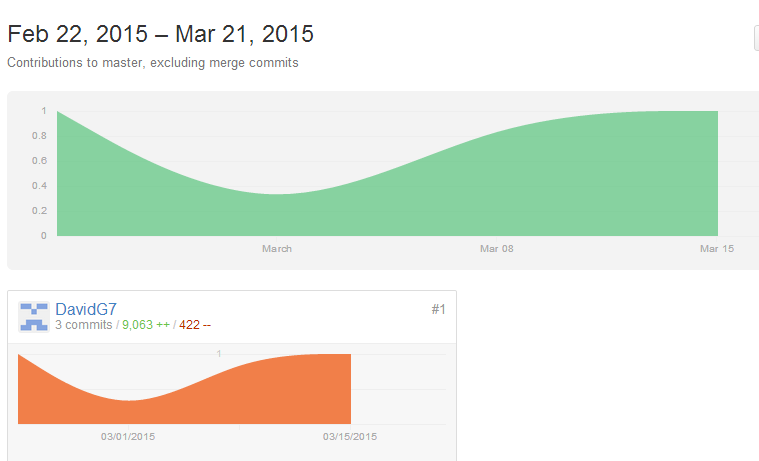 Feb 22, 2015 – Mar 21, 2015
Contributions to master, excluding merge commits
1
0.8
0.6
0.4
0.2
0
March Mar 08 Mar 15
DavidG7 #1
3 commits / 9,063 ++ / 422 --
1
03/01/2015 03/15/2015